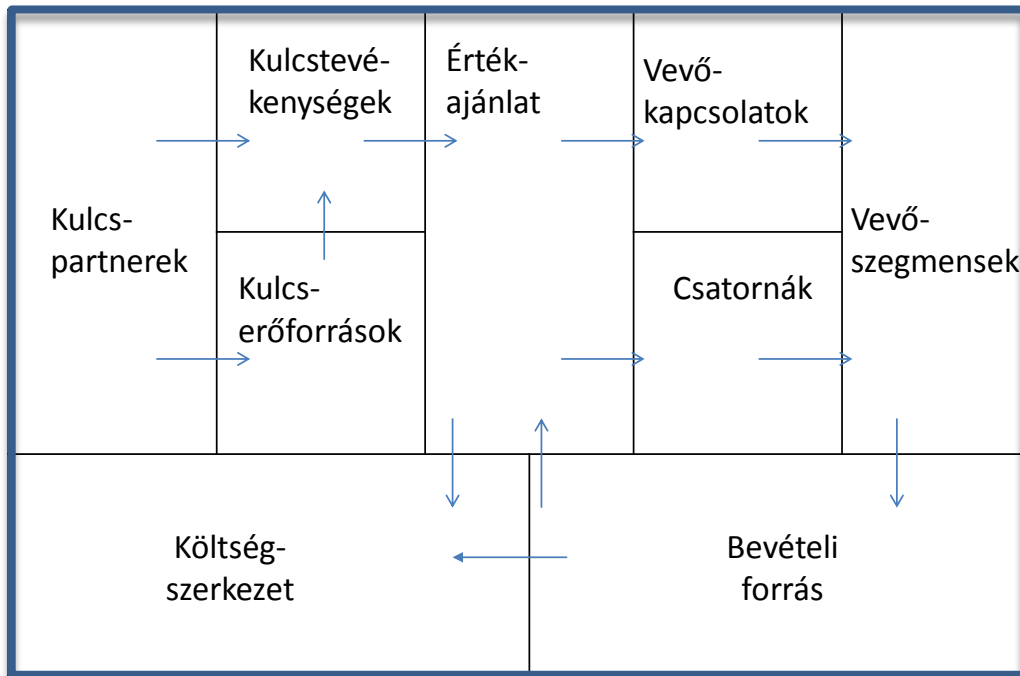 Kulcs-
partnerek
Kulcstevé-
kenységek
Kulcs-
erőforrások
Érték-
ajánlat
Vevő-
kapcsolatok
Csatornák
Vevő-
szegmensek
Költség-
szerkezet
Bevételi
forrás